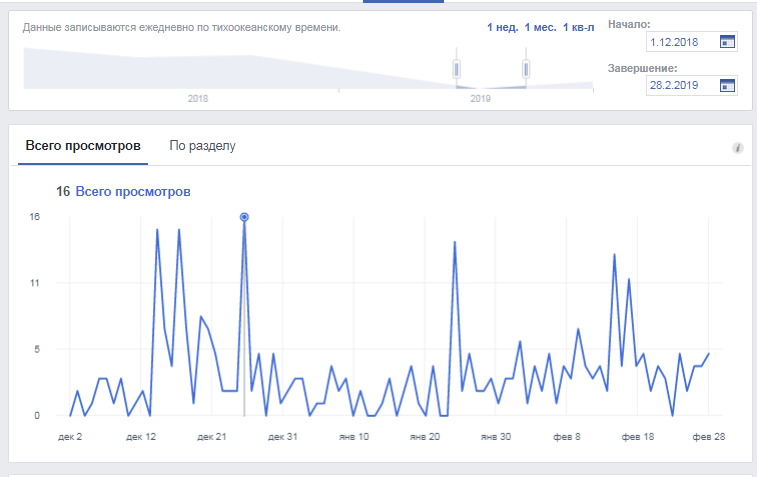 Данные записываются ежедневно по тихоокеанскому времени.
1 нед. 1 мес. 1 кв-л
Начало:
1.12.2018
Завершение:
28.2.2019
2018
2019
Всего просмотров
По разделу
i
16 Всего просмотров
16
11
5
0
дек 2
дек 12
дек 21
дек 31
янв 10
янв 20
янв 30
фев 8
фев 18
фев 28